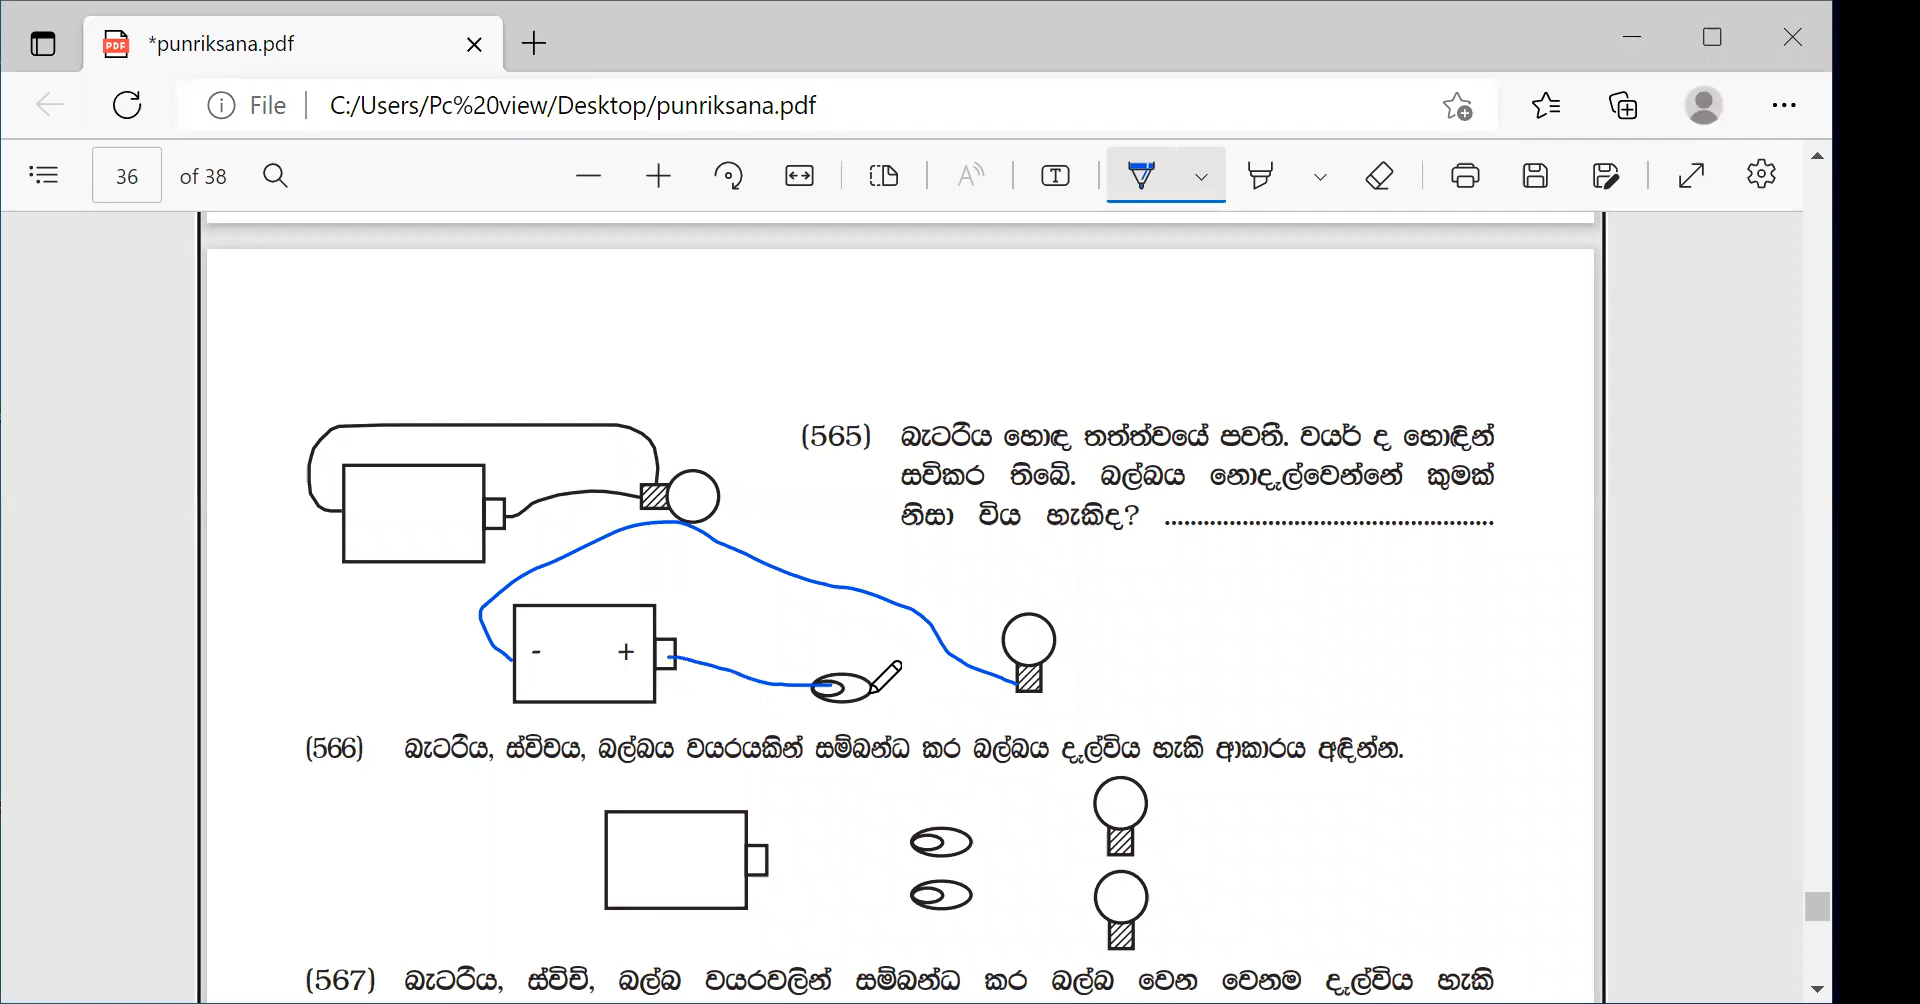 *punriksana.pdf
File
C:/Users/Pc%20view/Desktop/punriksana.pdf
36 of 38
(565) බැටරිය හොඳ තත්ත්වයේ පවතී. වයර් ද හොඳින්
සවිකර තිබේ. බල්බය නොදැල්වෙන්නේ කුමක්
නිසා විය හැකිද? ..................................................
- +
(566) බැටරිය, ස්විචය, බල්බය වයරයකින් සම්බන්ධ කර බල්බය දැල්විය හැකි ආකාරය අඳින්න.
(567) බැටරිය, ස්විච්, බල්බ වයරවලින් සම්බන්ධ කර බල්බ වෙන වෙනම දැල්විය හැකි